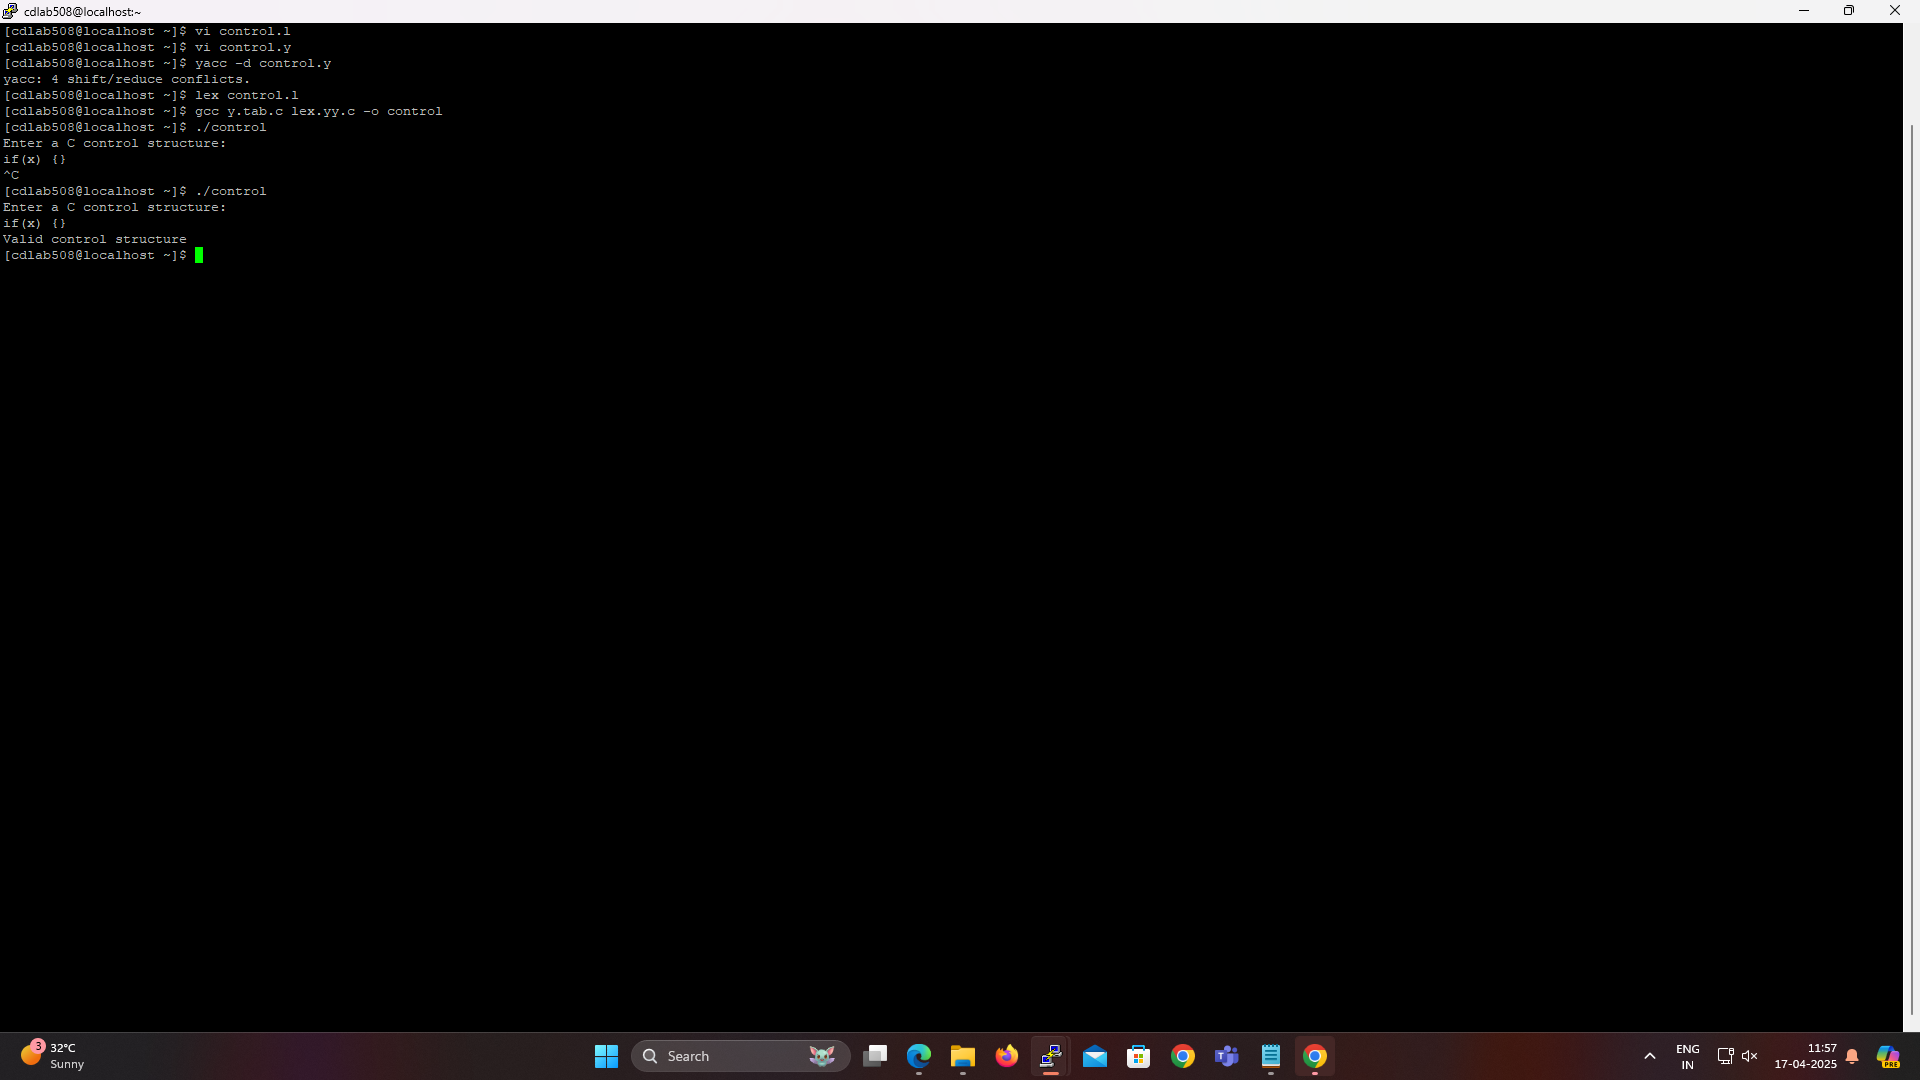 cdlab508@localhost:~
[cdlab508@localhost ~]$ vi control.l
[cdlab508@localhost ~]$ vi control.y
[cdlab508@localhost ~]$ yacc -d control.y
yacc: 4 shift/reduce conflicts.
[cdlab508@localhost ~]$ lex control.l
[cdlab508@localhost ~]$ gcc y.tab.c lex.yy.c -o control
[cdlab508@localhost ~]$ ./control
Enter a C control structure:
if(x) {}
^C
[cdlab508@localhost ~]$ ./control
Enter a C control structure:
if(x) {}
Valid control structure
[cdlab508@localhost ~]$
3
32°C
Sunny
Search
ENG
IN
11:57
17-04-2025
PRE